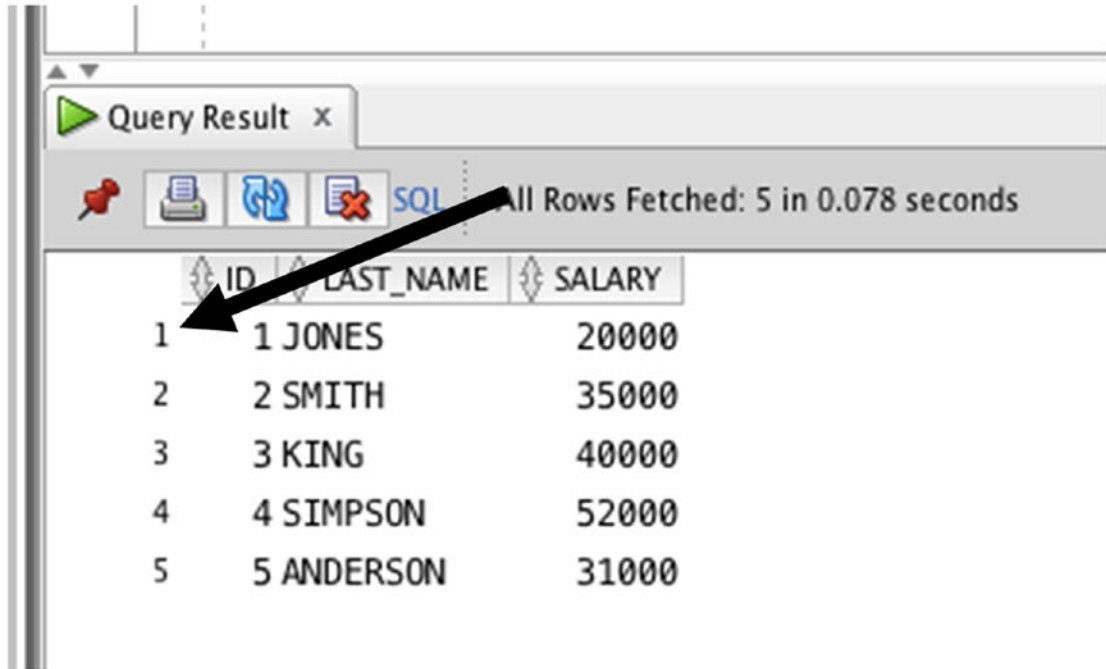 Query Result x
SQL All Rows Fetched: 5 in 0.078 seconds
ID LAST_NAME SALARY
1 1 JONES 20000
2 2 SMITH 35000
3 3 KING 40000
4 4 SIMPSON 52000
5 5 ANDERSON 31000